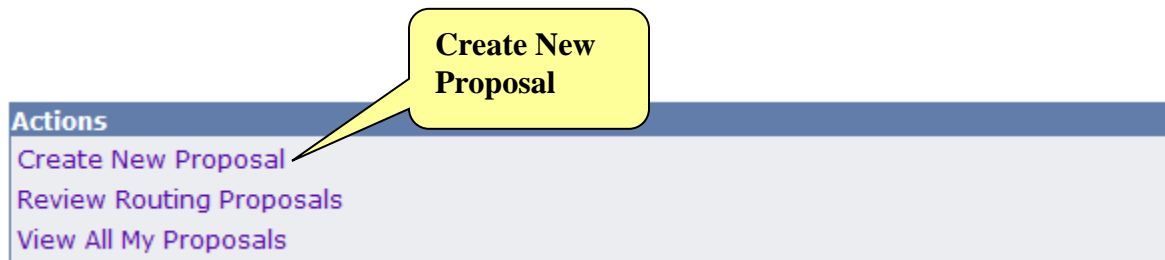 Create New
Proposal
Actions
Create New Proposal
Review Routing Proposals
View All My Proposals